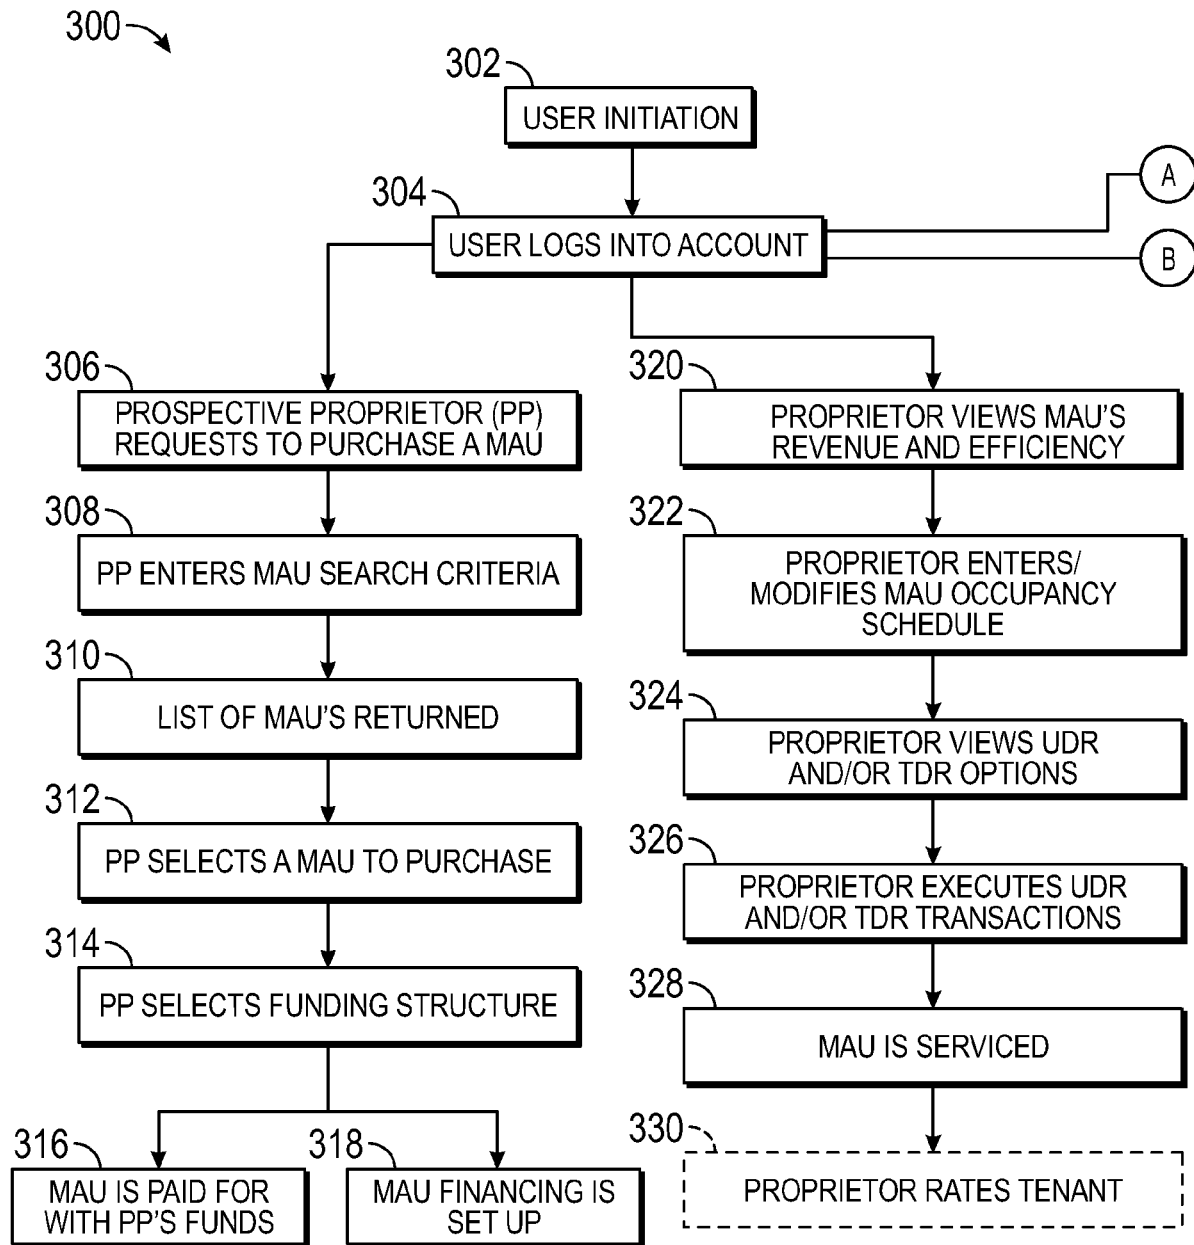 300
302
USER INITIATION
304
USER LOGS INTO ACCOUNT
A
B
306
PROSPECTIVE PROPRIETOR (PP)
REQUESTS TO PURCHASE A MAU
308
PP ENTERS MAU SEARCH CRITERIA
310
LIST OF MAU'S RETURNED
312
PP SELECTS A MAU TO PURCHASE
314
PP SELECTS FUNDING STRUCTURE
316
MAU IS PAID FOR
WITH PP'S FUNDS
318
MAU FINANCING IS
SET UP
320
PROPRIETOR VIEWS MAU'S
REVENUE AND EFFICIENCY
322
PROPRIETOR ENTERS/
MODIFIES MAU OCCUPANCY
SCHEDULE
324
PROPRIETOR VIEWS UDR
AND/OR TDR OPTIONS
326
PROPRIETOR EXECUTES UDR
AND/OR TDR TRANSACTIONS
328
MAU IS SERVICED
330
PROPRIETOR RATES TENANT